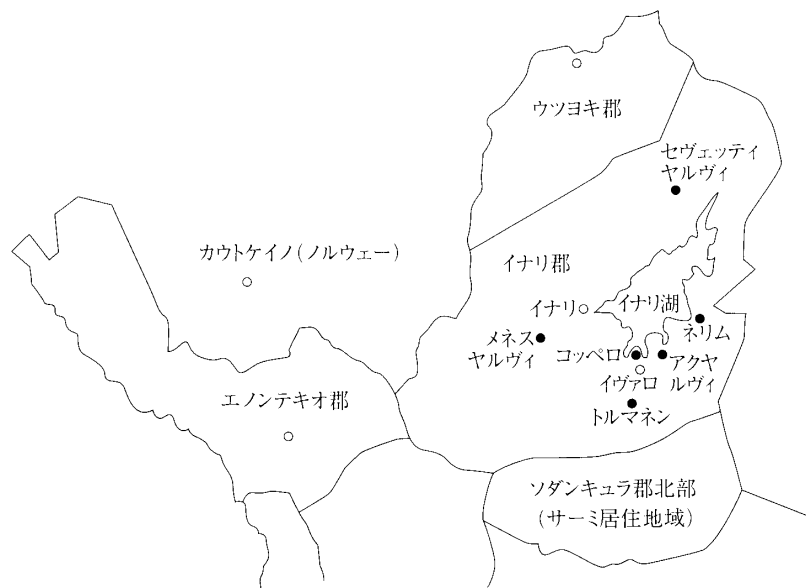 ウツヨキ郡
セヴェッティ
ヤルヴィ
カウトケイノ(ノルウェー)
イナリ郡
イナリ
イナリ湖
メネス
ヤルヴィ
ネリム
コッペロ
アクヤ
ルヴィ
イヴァロ
エノンテキオ郡
トルマネン
ソダンキュラ郡北部
(サーミ居住地域)